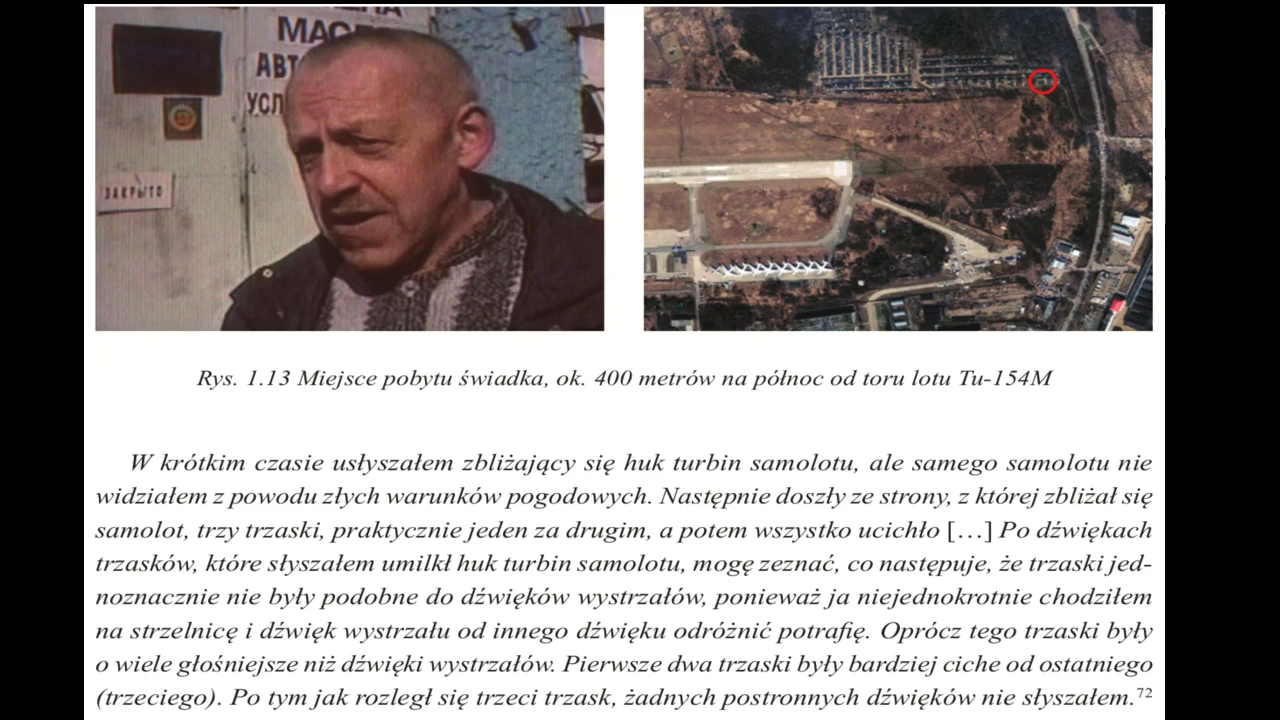 МАС
АВТ
УСЛ
ЗАКРЫТО
Rys. 1.13 Miejsce pobytu świadka, ok. 400 metrów na północ od toru lotu Tu-154M
W krótkim czasie usłyszałem zbliżający się huk turbin samolotu, ale samego samolotu nie
widziałem z powodu złych warunków pogodowych. Następnie doszły ze strony, z której zbliżał się
samolot, trzy trzaski, praktycznie jeden za drugim, a potem wszystko ucichło […] Po dźwiękach
trzasków, które słyszałem umilkł huk turbin samolotu, mogę zeznać, co następuje, że trzaski jed-
noznacznie nie były podobne do dźwięków wystrzałów, ponieważ ja niejednokrotnie chodziłem
na strzelnicę i dźwięk wystrzału od innego dźwięku odróżnić potrafię. Oprócz tego trzaski były
o wiele głośniejsze niż dźwięki wystrzałów. Pierwsze dwa trzaski były bardziej ciche od ostatniego
(trzeciego). Po tym jak rozległ się trzeci trzask, żadnych postronnych dźwięków nie słyszałem.72